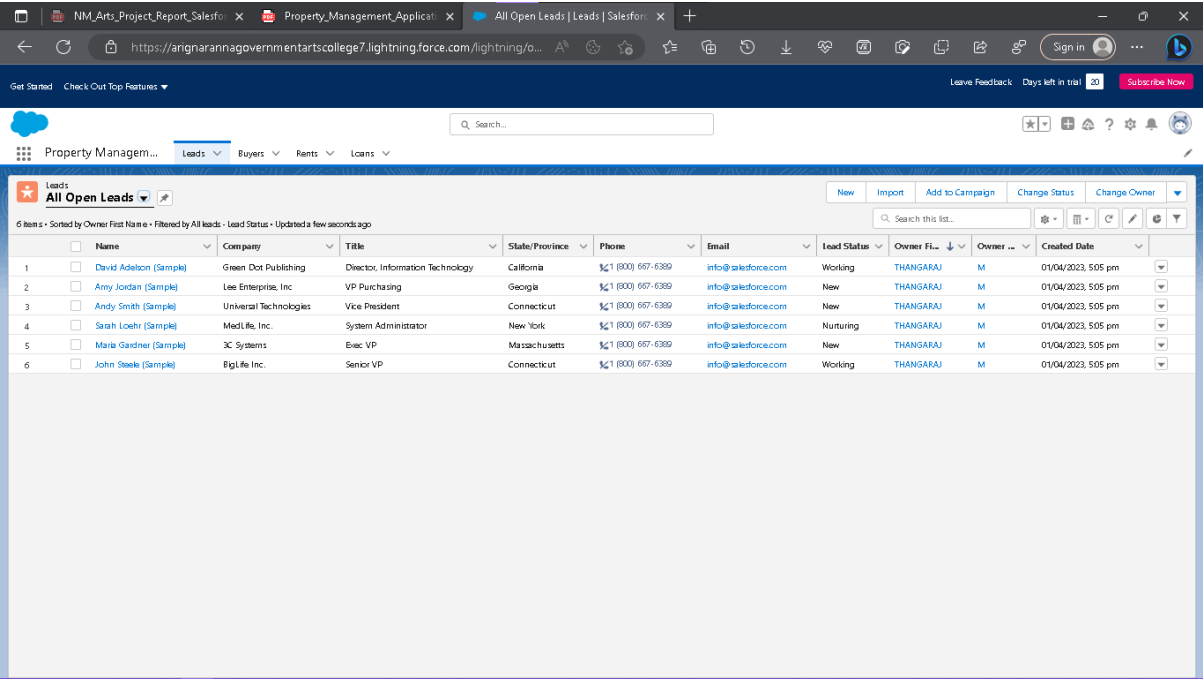 NM_Arts_Project_Report_Salesfor Property_Management_Applicati All Open Leads | Leads | Salesforc
https://arignarannagovernmentartscollege7.lightning.force.com/lightning/o... Sign in
Get Started Check Out Top Features Leave Feedback Days left in trial 20 Subscribe Now
Search...
Property Managem... Leads Buyers Rents Loans
Leads
All Open Leads New Import Add to Campaign Change Status Change Owner
6 items • Sorted by Owner First Name • Filtered by All leads - Lead Status • Updated a few seconds ago Search this list...
Name Company Title State/Province Phone Email Lead Status Owner Fi... Owner ... Created Date
1 David Adelson (Sample) Green Dot Publishing Director, Information Technology California 1 (800) 667-6389 info@salesforce.com Working THANGARAJ M 01/04/2023, 5:05 pm
2 Amy Jordan (Sample) Lee Enterprise, Inc VP Purchasing Georgia 1 (800) 667-6389 info@salesforce.com New THANGARAJ M 01/04/2023, 5:05 pm
3 Andy Smith (Sample) Universal Technologies Vice President Connecticut 1 (800) 667-6389 info@salesforce.com New THANGARAJ M 01/04/2023, 5:05 pm
4 Sarah Loehr (Sample) MedLife, Inc. System Administrator New York 1 (800) 667-6389 info@salesforce.com Nurturing THANGARAJ M 01/04/2023, 5:05 pm
5 Maria Gardner (Sample) 3C Systems Exec VP Massachusetts 1 (800) 667-6389 info@salesforce.com New THANGARAJ M 01/04/2023, 5:05 pm
6 John Steele (Sample) BigLife Inc. Senior VP Connecticut 1 (800) 667-6389 info@salesforce.com Working THANGARAJ M 01/04/2023, 5:05 pm